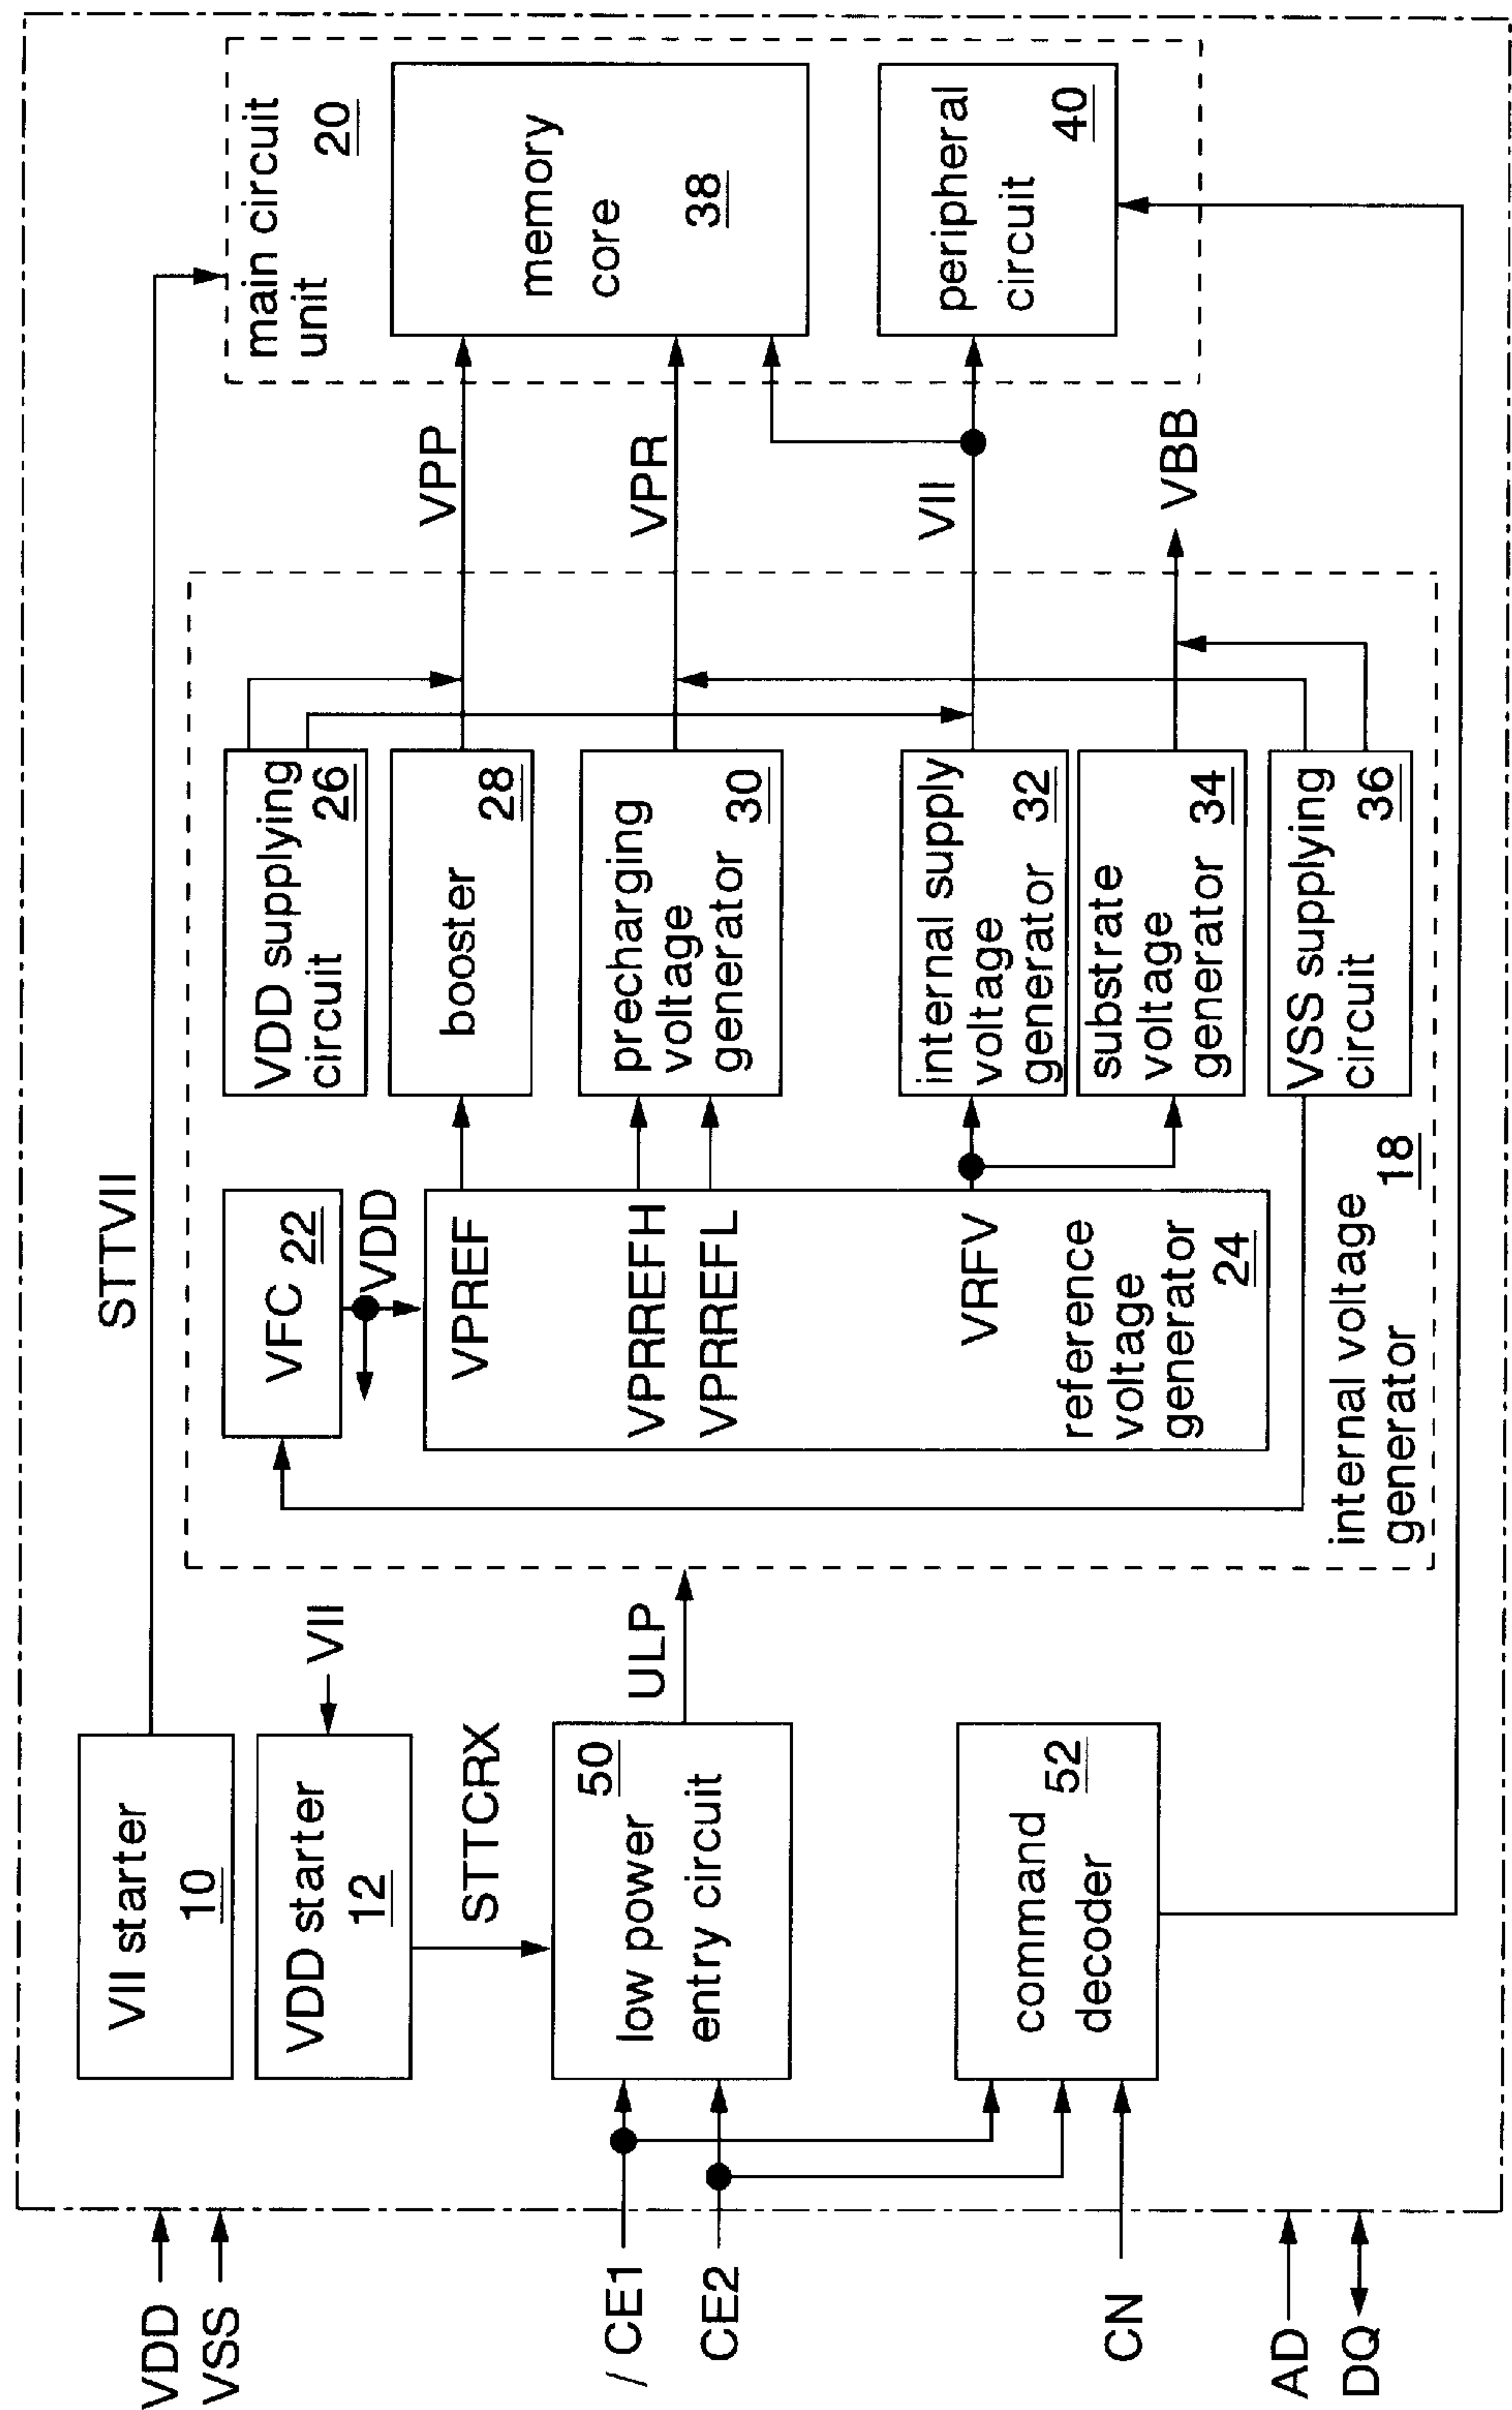 STTVII
main circuit
unit
20
VII starter
10
VDD starter
12
VII
STTCRX
50
low power
entry circuit
ULP
command
52
decoder
VFC 22
VDD
VPREF
VPRREFH
VPRREFL
VRFV
reference
voltage
generator
24
internal voltage
generator
18
VDD supplying
circuit
26
booster
28
precharging
voltage
generator
30
internal supply
voltage
generator
32
substrate
voltage
generator
34
VSS supplying
circuit
36
VPP
VPR
VII
VBB
memory
core
38
peripheral
circuit
40
VDD
VSS
/ CE1
CE2
CN
AD
DQ